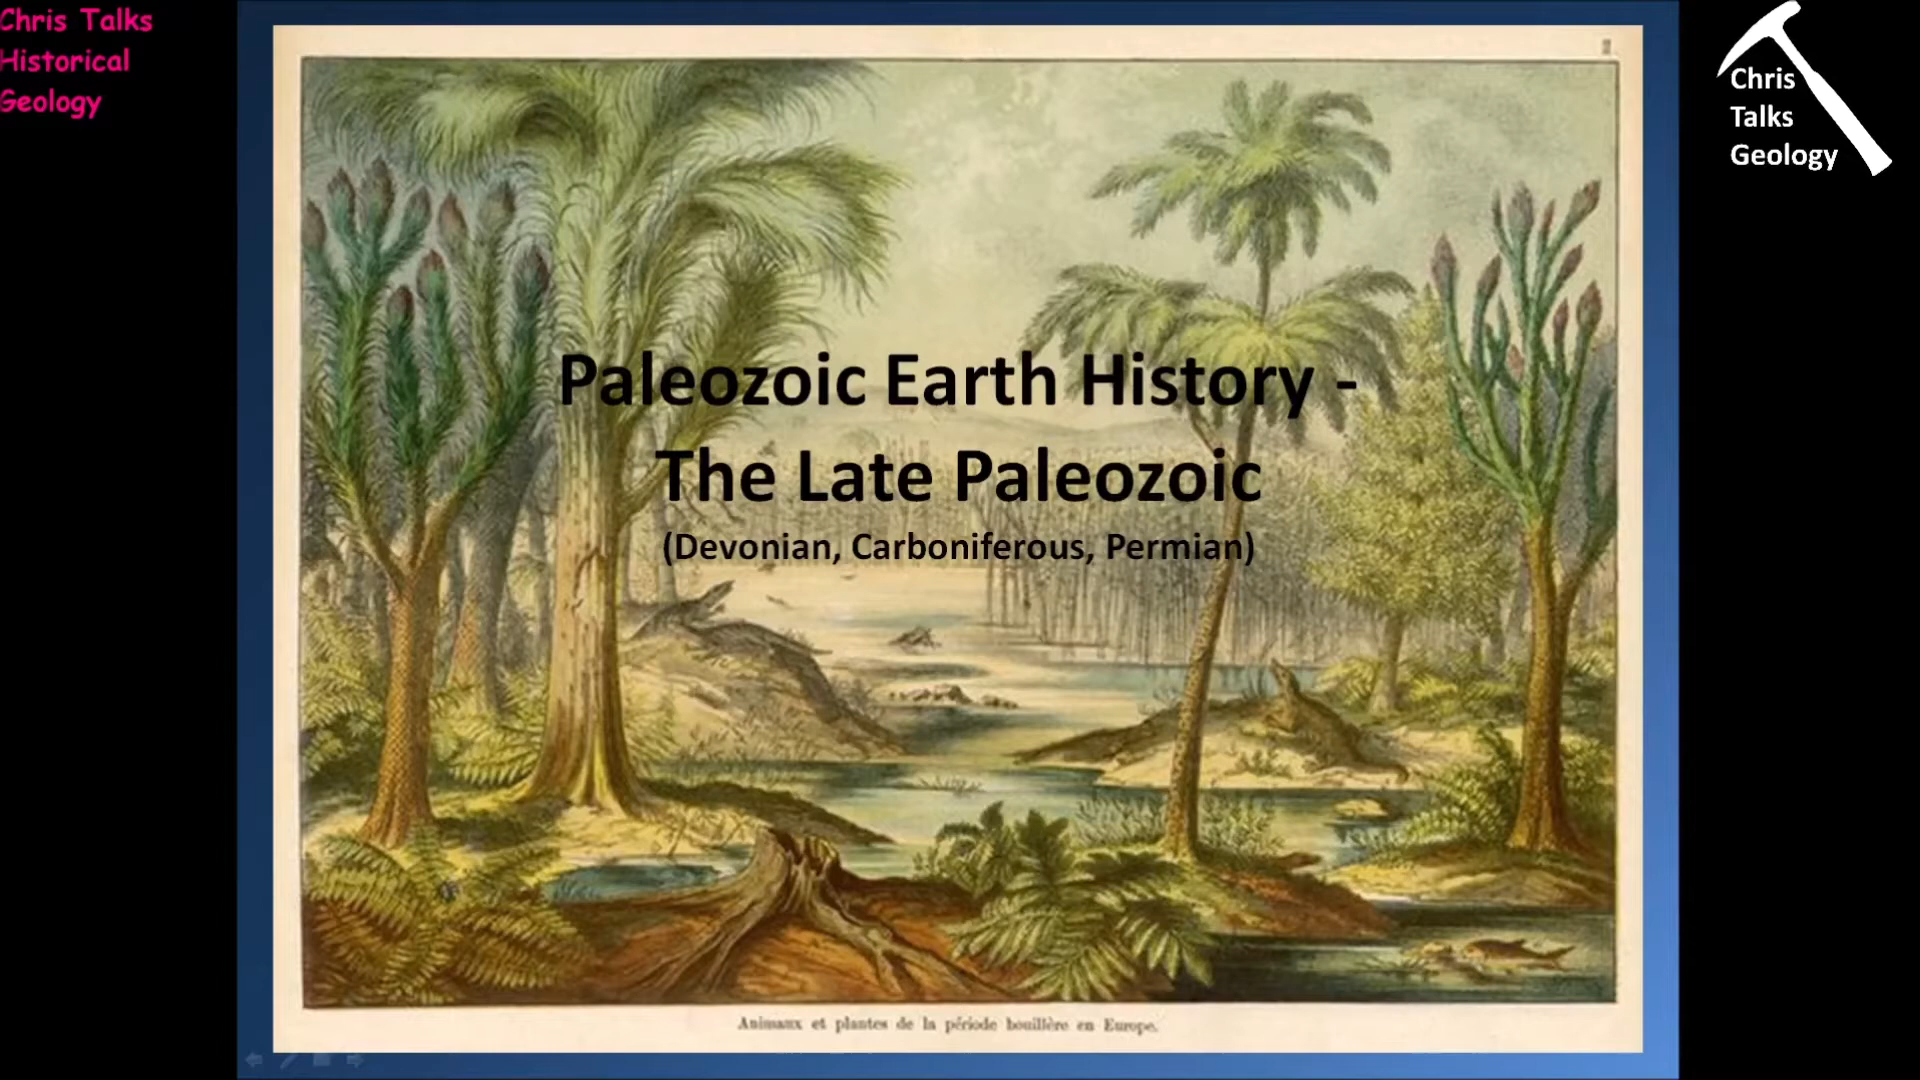 Chris Talks
Historical
Geology
Chris
Talks
Geology
Paleozoic Earth History -
The Late Paleozoic
(Devonian, Carboniferous, Permian)
Animaux et plantes de la période houillère en Europe.